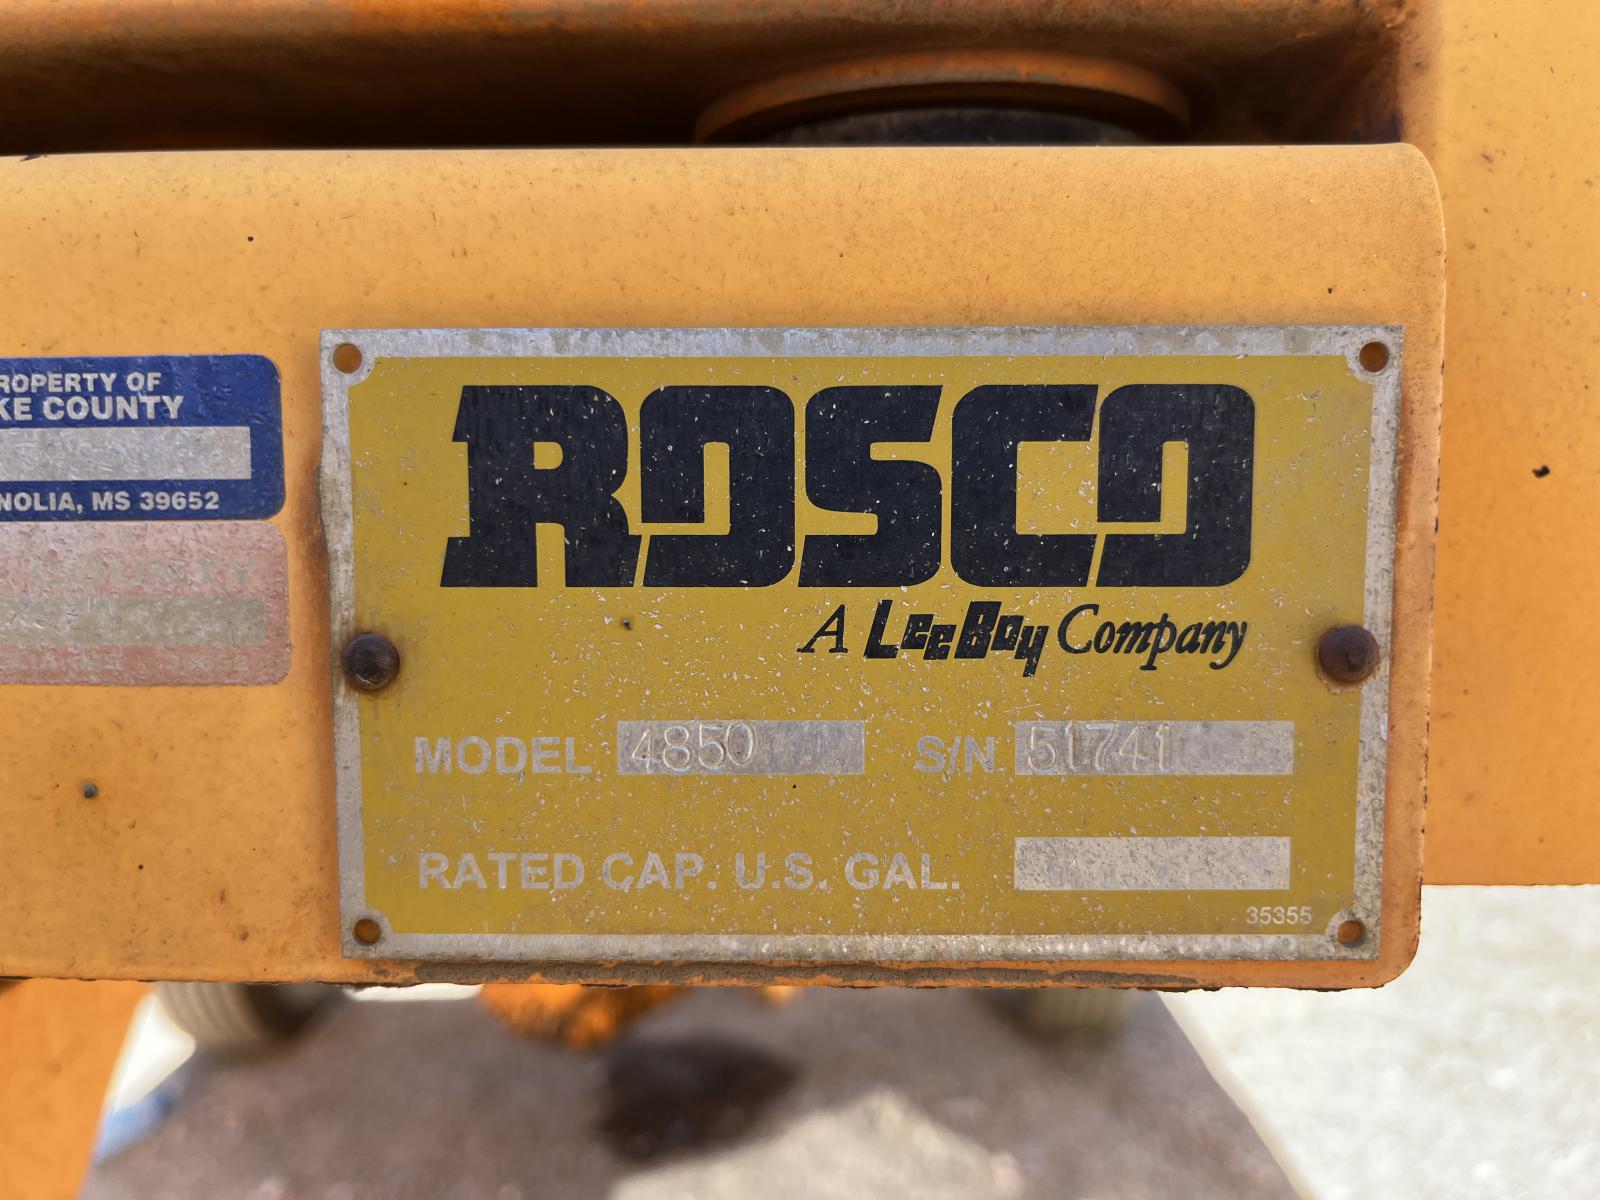 ROPERTY OF
KE COUNTY
NOLIA, MS 39652
ROSCO
A LeeBoy Company
MODEL 4850 S/N 51741
RATED CAP. U.S. GAL.
35355